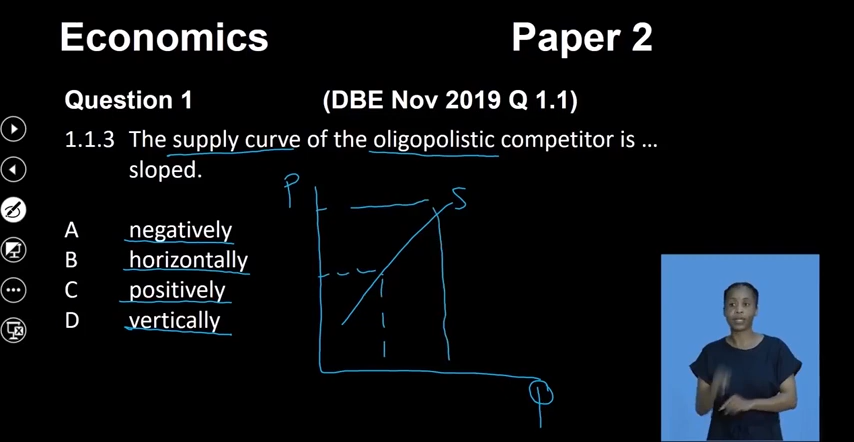 Economics Paper 2
Question 1 (DBE Nov 2019 Q 1.1)
1.1.3 The supply curve of the oligopolistic competitor is ...
sloped.
P
S
A negatively
B horizontally
C positively
D vertically
Q